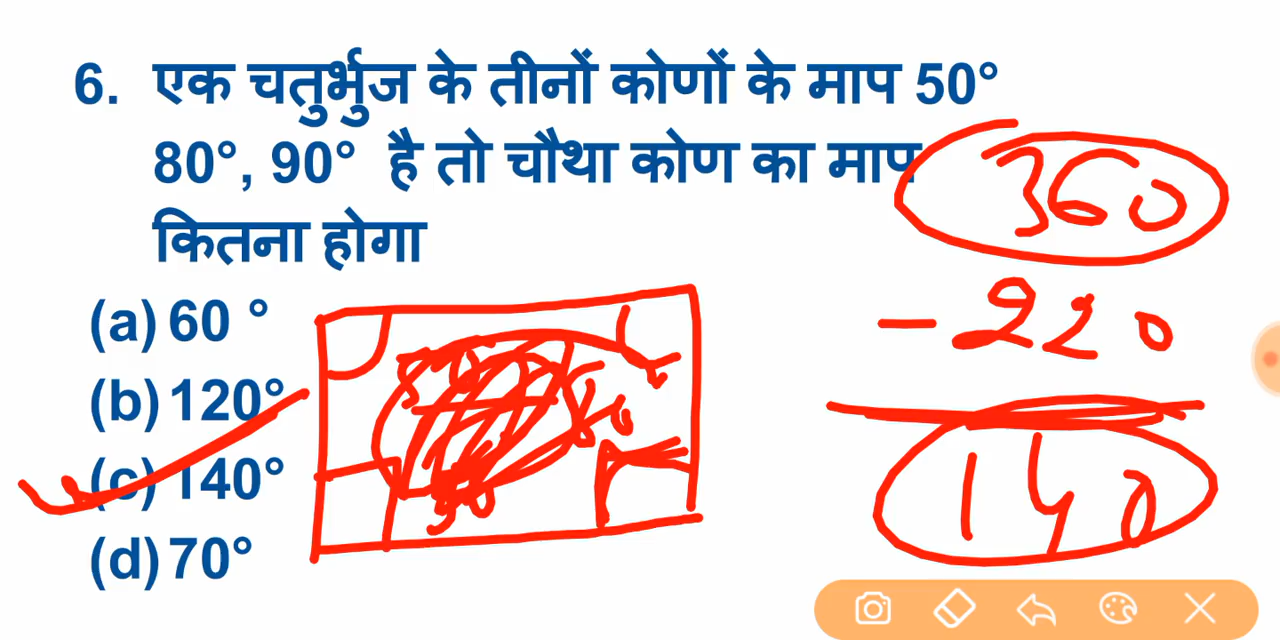 6. एक चतुर्भुज के तीनों कोणों के माप 50°
80°, 90° है तो चौथा कोण का माप
कितना होगा
(a) 60 °
(b) 120°
(c) 140°
(d) 70°
360
- 220
140